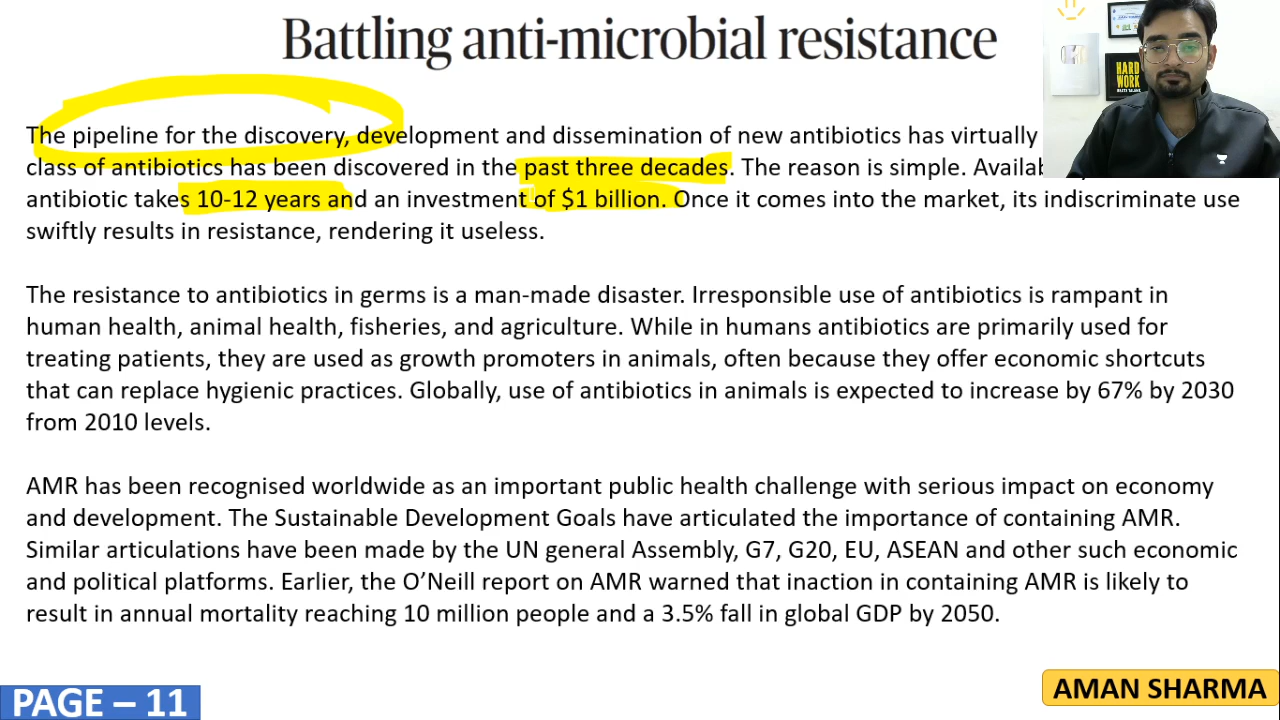 Battling anti-microbial resistance
HARD
WORK
The pipeline for the discovery, development and dissemination of new antibiotics has virtually
class of antibiotics has been discovered in the past three decades. The reason is simple.
antibiotic takes 10-12 years and an investment of $1 billion. Once it comes into the market, its indiscriminate use
swiftly results in resistance, rendering it useless.
The resistance to antibiotics in germs is a man-made disaster. Irresponsible use of antibiotics is rampant in
human health, animal health, fisheries, and agriculture. While in humans antibiotics are primarily used for
treating patients, they are used as growth promoters in animals, often because they offer economic shortcuts
that can replace hygienic practices. Globally, use of antibiotics in animals is expected to increase by 67% by 2030
from 2010 levels.
AMR has been recognised worldwide as an important public health challenge with serious impact on economy
and development. The Sustainable Development Goals have articulated the importance of containing AMR.
Similar articulations have been made by the UN general Assembly, G7, G20, EU, ASEAN and other such economic
and political platforms. Earlier, the O’Neill report on AMR warned that inaction in containing AMR is likely to
result in annual mortality reaching 10 million people and a 3.5% fall in global GDP by 2050.
PAGE – 11
AMAN SHARMA